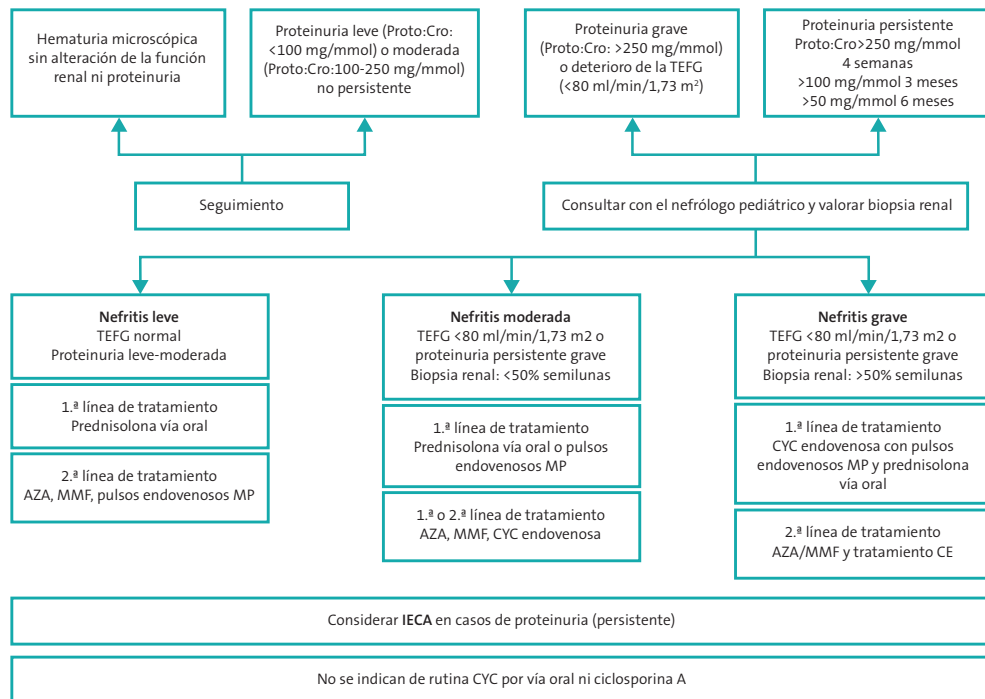 Hematuria microscópica
sin alteración de la función
renal ni proteinuria
Proteinuria leve (Proto:Cro:
<100 mg/mmol) o moderada
(Proto:Cro:100-250 mg/mmol)
no persistente
Proteinuria grave
(Proto:Cro: >250 mg/mmol)
o deterioro de la TEFG
(<80 ml/min/1,73 m²)
Proteinuria persistente
Proto:Cro>250 mg/mmol
4 semanas
>100 mg/mmol 3 meses
>50 mg/mmol 6 meses
Seguimiento
Consultar con el nefrólogo pediátrico y valorar biopsia renal
Nefritis leve
TEFG normal
Proteinuria leve-moderada
1.ª línea de tratamiento
Prednisolona vía oral
2.ª línea de tratamiento
AZA, MMF, pulsos endovenosos MP
Nefritis moderada
TEFG <80 ml/min/1,73 m2 o
proteinuria persistente grave
Biopsia renal: <50% semilunas
1.ª línea de tratamiento
Prednisolona vía oral o pulsos
endovenosos MP
1.ª o 2.ª línea de tratamiento
AZA, MMF, CYC endovenosa
Nefritis grave
TEFG <80 ml/min/1,73 m2 o
proteinuria persistente grave
Biopsia renal: >50% semilunas
1.ª línea de tratamiento
CYC endovenosa con pulsos
endovenosos MP y prednisolona
vía oral
2.ª línea de tratamiento
AZA/MMF y tratamiento CE
Considerar IECA en casos de proteinuria (persistente)
No se indican de rutina CYC por vía oral ni ciclosporina A